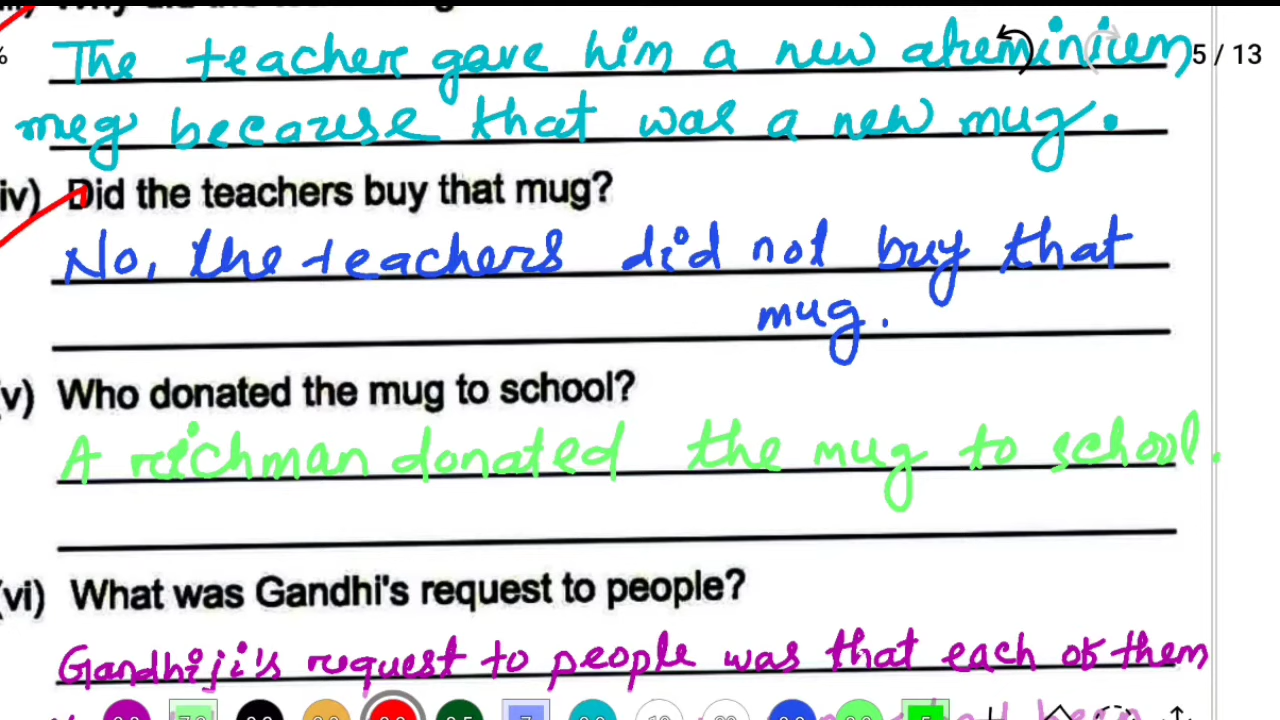 The teacher gave him a new aluminium 5 / 13
mug because that was a new mug.
iv) Did the teachers buy that mug?
No, the teachers did not buy that
mug.
v) Who donated the mug to school?
A richman donated the mug to school.
(vi) What was Gandhi's request to people?
Gandhiji's request to people was that each of them